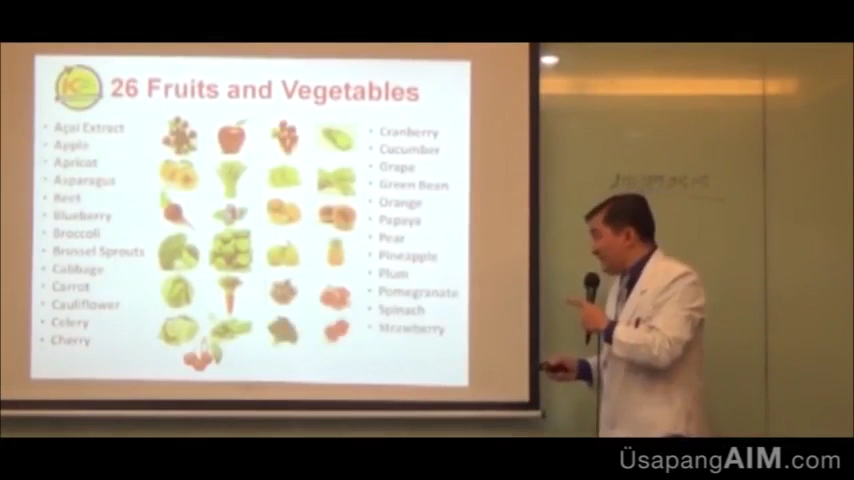 26 Fruits and Vegetables
• Açai Extract
• Apple
• Apricot
• Asparagus
• Beet
• Blueberry
• Broccoli
• Brussel Sprouts
• Cabbage
• Carrot
• Cauliflower
• Celery
• Cherry
• Cranberry
• Cucumber
• Grape
• Green Bean
• Orange
• Papaya
• Pear
• Pineapple
• Plum
• Pomegranate
• Spinach
• Strawberry
ÜsapangAIM.com